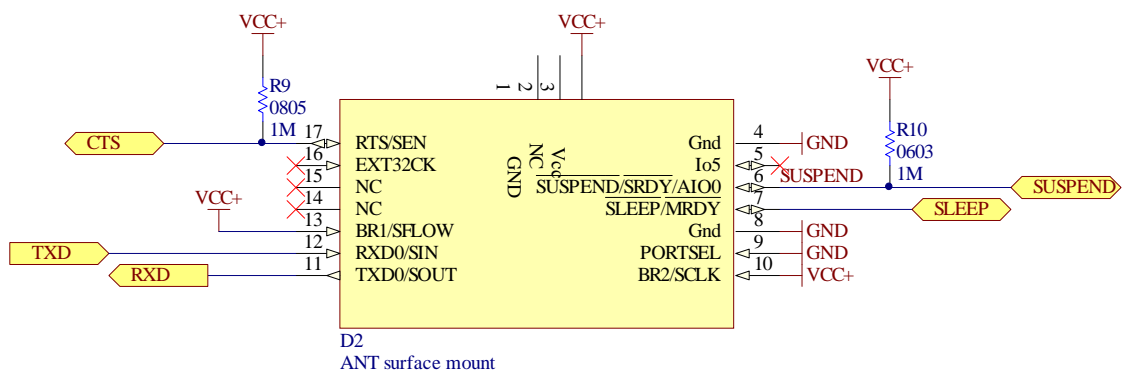 VCC+
VCC+
VCC+
R9
0805
1M
R10
0603
1M
1
2
3
CTS
17
RTS/SEN
Gnd
4
GND
16
EXT32CK
Io5
5
15
NC
SUSPEND/SRDY/AIO0
6
SUSPEND
SUSPEND
14
NC
SLEEP/MRDY
7
SLEEP
GND
NC
Vcc
VCC+
13
BR1/SFLOW
Gnd
8
GND
TXD
12
RXD0/SIN
PORTSEL
9
GND
RXD
11
TXD0/SOUT
BR2/SCLK
10
VCC+
D2
ANT surface mount